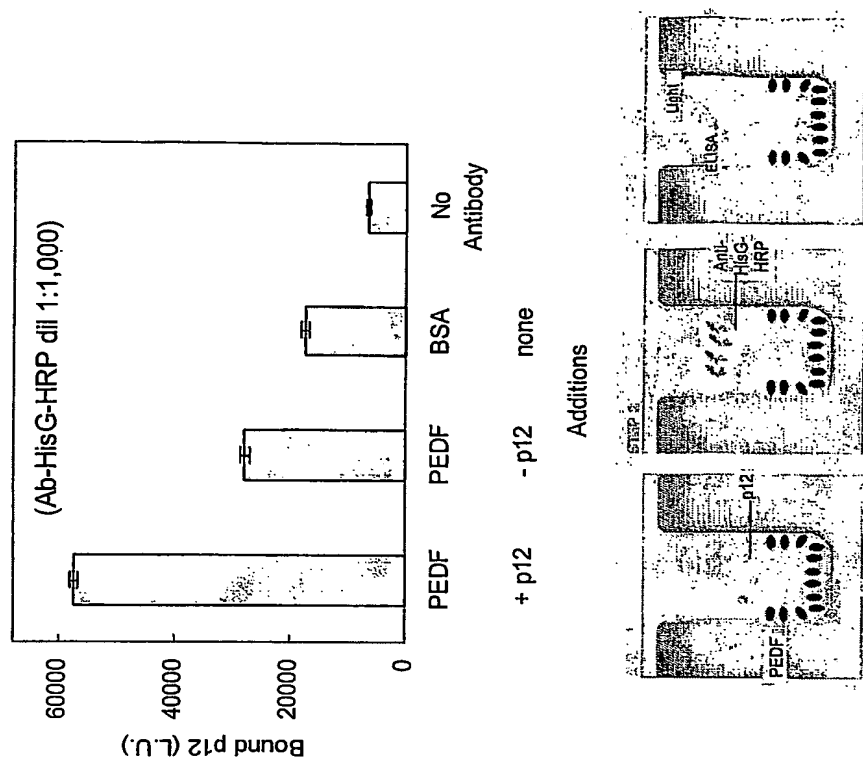 (Ab-HisG-HRP dil 1:1,000)
Bound p12 (L.U.)
60000
40000
20000
0
PEDF PEDF BSA No
Antibody
+ p12 - p12 none
Additions
PEDF
p12
STEP 2
Anti-
HisG-
HRP
Light
ELISA